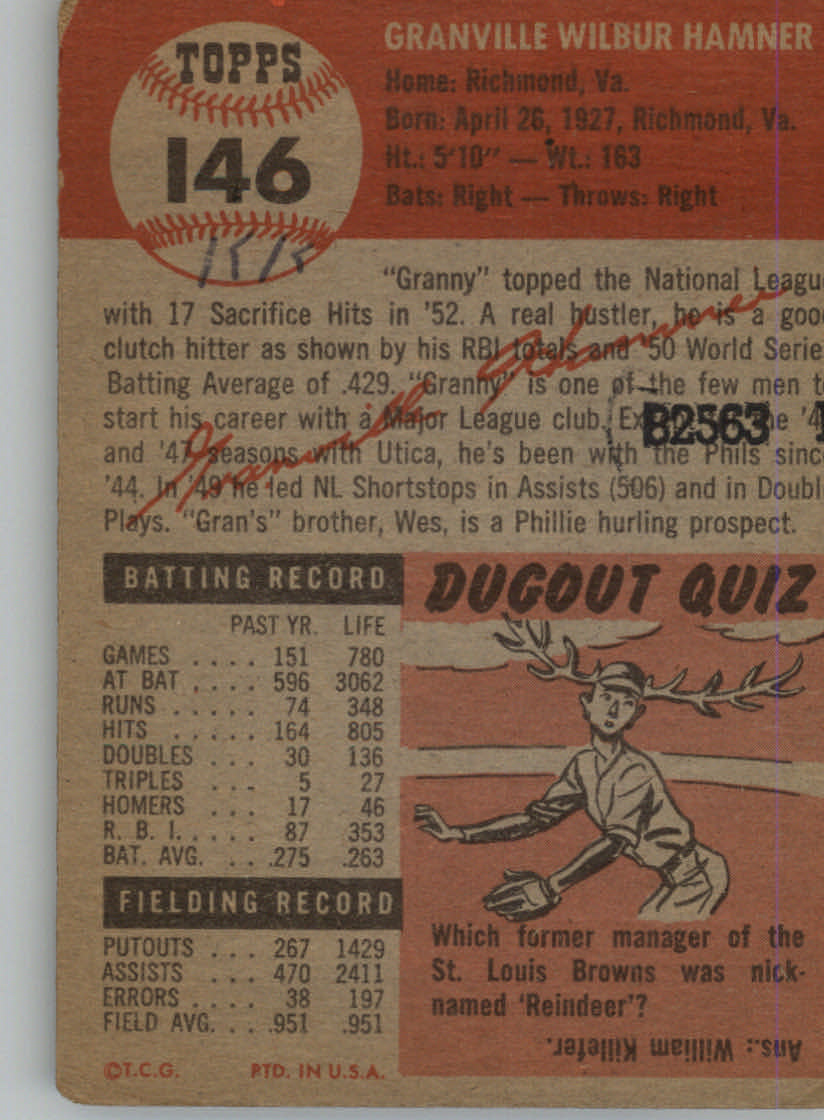 TOPPS
146
GRANVILLE WILBUR HAMNER
Home: Richmond, Va.
Born: April 26, 1927, Richmond, Va.
Ht.: 5'10" — Wt.: 163
Bats: Right — Throws: Right
"Granny" topped the National Leagu
with 17 Sacrifice Hits in '52. A real hustler, he is a goo
clutch hitter as shown by his RBI totals and '50 World Serie
Batting Average of .429. "Granny" is one of the few men t
start his career with a Major League club. Ex
B2563
and '47 seasons with Utica, he's been with the Phils sinc
'44. In '49 he led NL Shortstops in Assists (506) and in Doubl
Plays. "Gran's" brother, Wes, is a Phillie hurling prospect.
Granville Hamner
BATTING RECORD
PAST YR. LIFE
GAMES .... 151 780
AT BAT .... 596 3062
RUNS ..... 74 348
HITS ..... 164 805
DOUBLES ... 30 136
TRIPLES ... 5 27
HOMERS ... 17 46
R. B. I. .... 87 353
BAT. AVG. ... .275 .263
FIELDING RECORD
PUTOUTS ... 267 1429
ASSISTS ... 470 2411
ERRORS .... 38 197
FIELD AVG. ... .951 .951
©T.C.G. PTD. IN U.S.A.
DUGOUT QUIZ
Which former manager of the
St. Louis Browns was nick-
named 'Reindeer'?
Ans.: William Killefer.